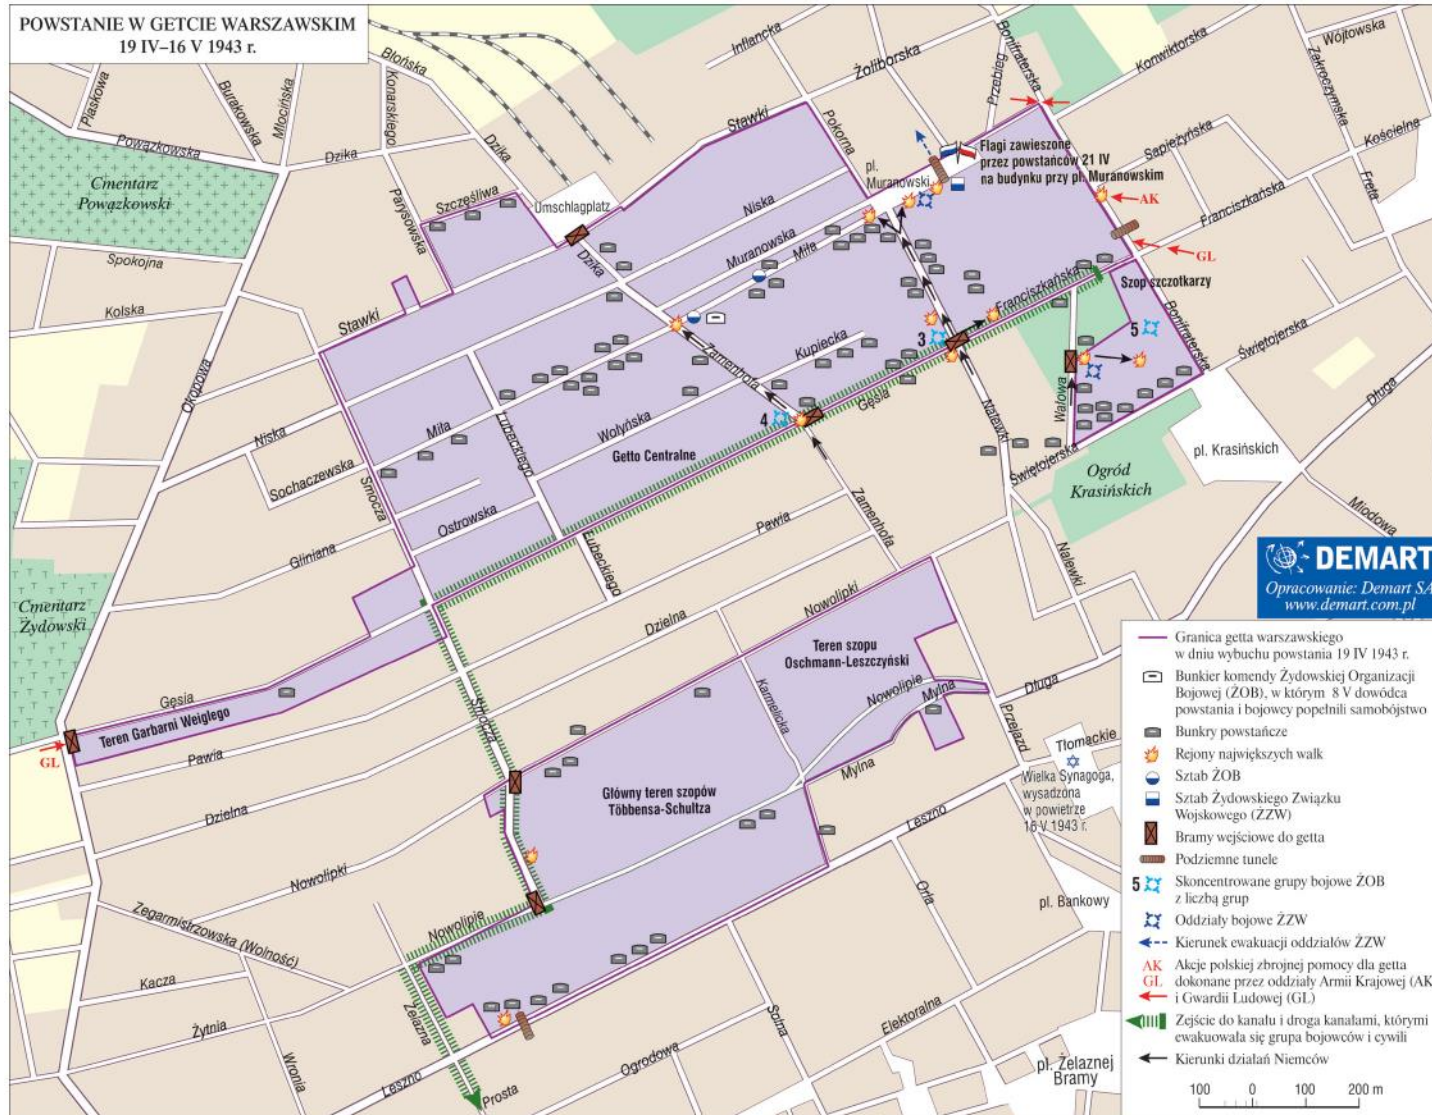 POWSTANIE W GETCIE WARSZAWSKIM
19 IV–16 V 1943 r.
Piaskowa
Burakowska
Młocińska
Konarskiego
Błońska
Dzika
Dzika
Powązkowska
Cmentarz
Powązkowski
Spokojna
Kolska
Okopowa
Parysowska
Szczęśliwa
Umschlagplatz
Stawki
Stawki
Inflancka
Żoliborska
Pokorna
Przebieg
Bonifraterska
Konwiktorska
Wójtowska
Zakroczymska
Kościelna
Sapieżyńska
Freta
Franciszkańska
pl.
Muranowski
Flagi zawieszone
przez powstańców 21 IV
na budynku przy pl. Muranowskim
AK
GL
Niska
Muranowska
Miła
Dzika
Zamenhofa
Kupiecka
Franciszkańska
Szop szczotkarzy
Bonifraterska
Świętojerska
Długa
3
5
4
Gęsia
Nalewki
Wałowa
Świętojerska
pl. Krasińskich
Ogród
Krasińskich
Miodowa
Niska
Miła
Lubeckiego
Wołyńska
Getto Centralne
Sochaczewska
Smocza
Ostrowska
Gliniana
Lubeckiego
Pawia
Zamenhofa
Nalewki
Cmentarz
Żydowski
Gęsia
Teren Garbarni Weiglego
GL
Pawia
Dzielna
Smocza
Dzielna
Nowolipki
Karmelicka
Teren szopu
Oschmann-Leszczyński
Nowolipie
Mylna
Mylna
Długa
Przejazd
Tłomackie
Wielka Synagoga,
wysadzona
w powietrze
16 V 1943 r.
Główny teren szopów
Többensa-Schultza
Leszno
Nowolipki
Nowolipie
Zegarmistrzowska (Wolność)
Kacza
Żytnia
Wronia
Żelazna
Leszno
Prosta
Ogrodowa
Solna
Elektoralna
Orla
pl. Bankowy
pl. Żelaznej
Bramy
DEMART
Opracowanie: Demart SA
www.demart.com.pl
Granica getta warszawskiego
w dniu wybuchu powstania 19 IV 1943 r.
Bunkier komendy Żydowskiej Organizacji
Bojowej (ŻOB), w którym 8 V dowódca
powstania i bojowcy popełnili samobójstwo
Bunkry powstańcze
Rejony największych walk
Sztab ŻOB
Sztab Żydowskiego Związku
Wojskowego (ŻZW)
Bramy wejściowe do getta
Podziemne tunele
5 Skoncentrowane grupy bojowe ŻOB
z liczbą grup
Oddziały bojowe ŻZW
Kierunek ewakuacji oddziałów ŻZW
AK Akcje polskiej zbrojnej pomocy dla getta
GL dokonane przez oddziały Armii Krajowej (AK
i Gwardii Ludowej (GL)
Zejście do kanału i droga kanałami, którymi
ewakuowała się grupa bojowców i cywili
Kierunki działań Niemców
100 0 100 200 m